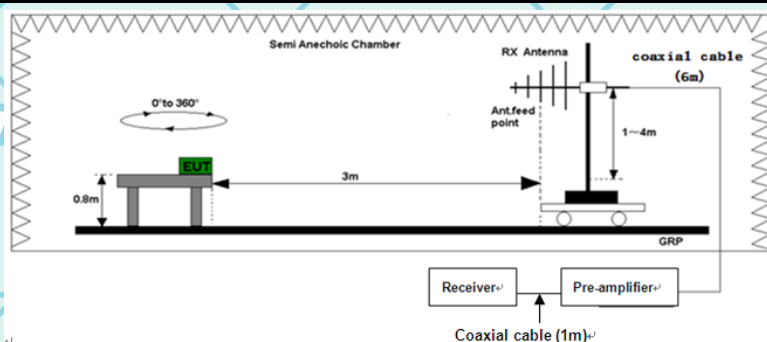 Semi Anechoic Chamber
RX Antenna
coaxial cable
(6m)
0°to 360°
Ant.feed
point
1~4m
EUT
3m
0.8m
GRP
Receiver↵
Pre-amplifier↵
Coaxial cable (1m)↵
↵